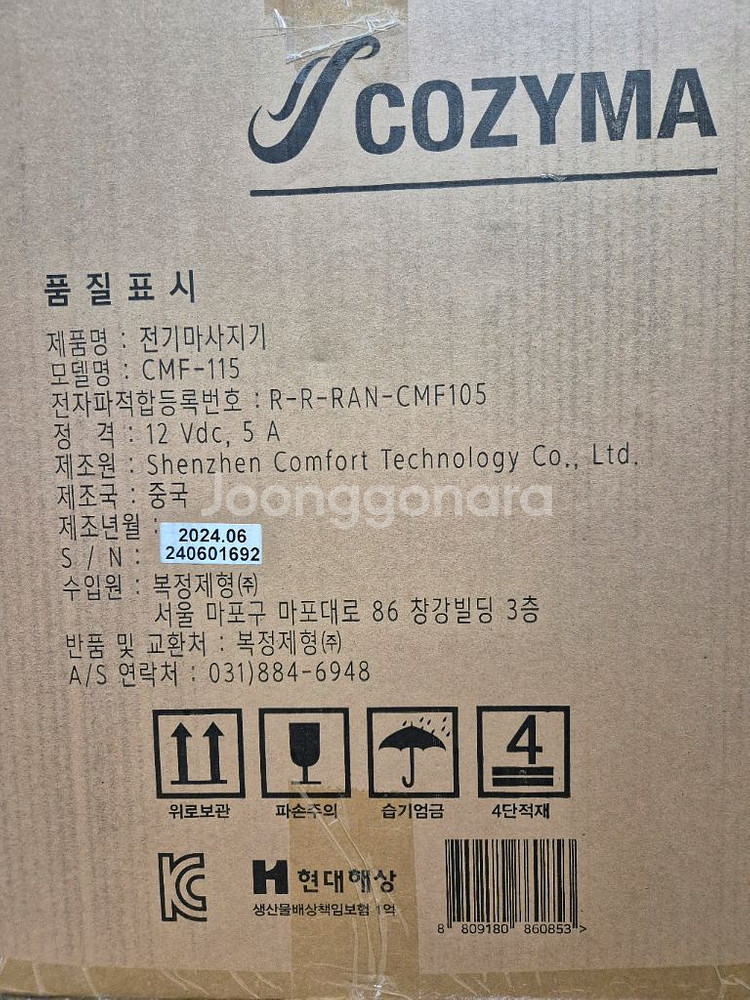 COZYMA
품질표시
제품명 : 전기마사지기
모델명 : CMF-115
전자파적합등록번호 : R-R-RAN-CMF105
정 격 : 12 Vdc, 5 A
제조원 : Shenzhen Comfort Technology Co., Ltd.
제조국 : 중국
Joonggonara
제조년월 : 2024.06
S / N : 240601692
수입원 : 복정제형㈜
서울 마포구 마포대로 86 창강빌딩 3층
반품 및 교환처 : 복정제형㈜
A/S 연락처 : 031)884-6948
4
위로보관 파손주의 습기엄금 4단적재
KC H 현대해상
생산물배상책임보험 1억
8 809180 860853 >